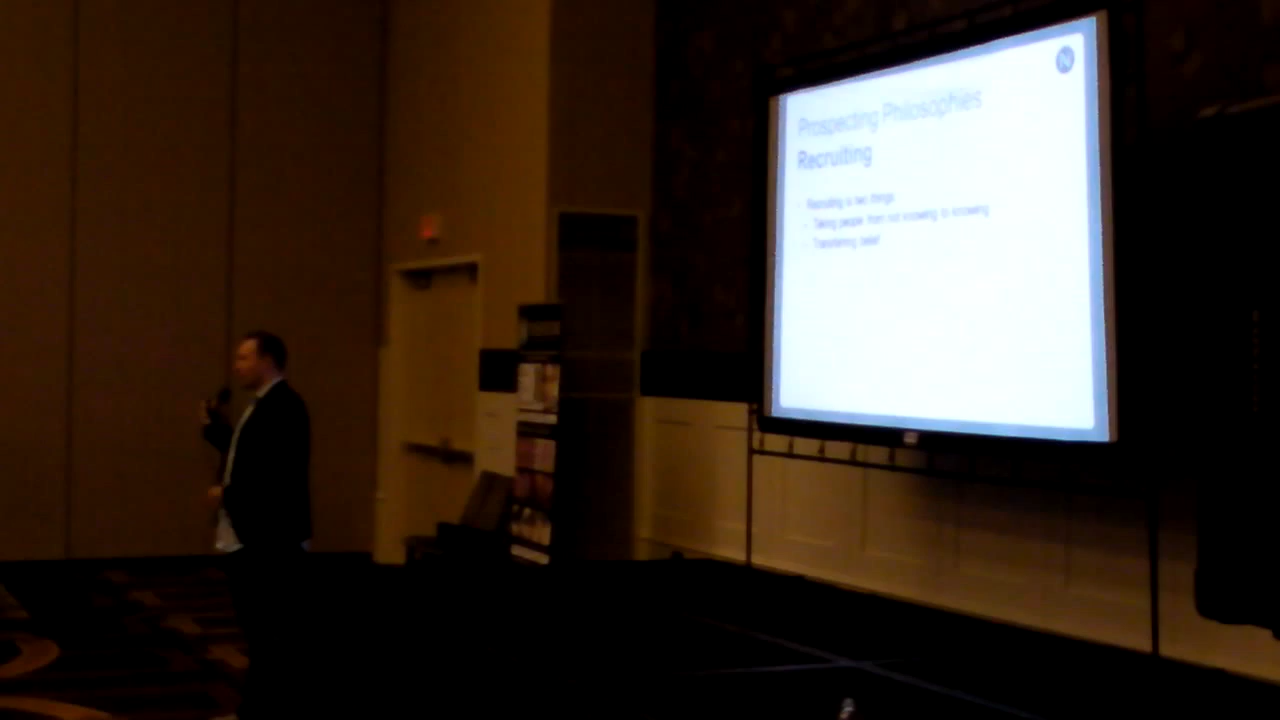 N
Prospecting Philosophies
Recruiting
- Recruiting is two things
- Taking people from not knowing to knowing
- Transferring belief